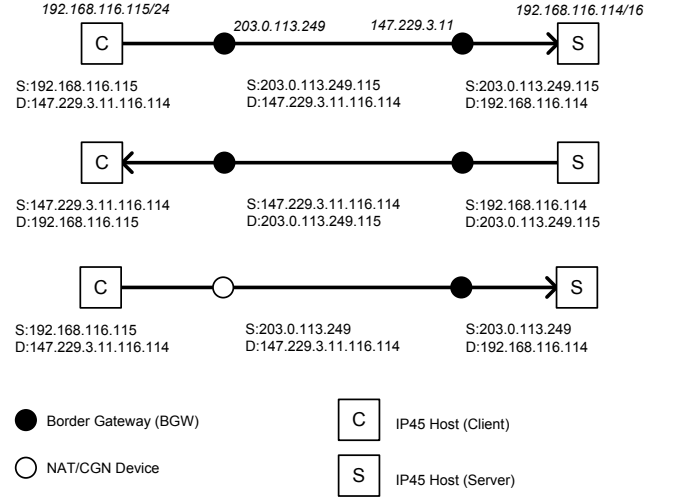 192.168.116.115/24
203.0.113.249
147.229.3.11
192.168.116.114/16
C
S
S:192.168.116.115
D:147.229.3.11.116.114
S:203.0.113.249.115
D:147.229.3.11.116.114
S:203.0.113.249.115
D:192.168.116.114
C
S
S:147.229.3.11.116.114
D:192.168.116.115
S:147.229.3.11.116.114
D:203.0.113.249.115
S:192.168.116.114
D:203.0.113.249.115
C
S
S:192.168.116.115
D:147.229.3.11.116.114
S:203.0.113.249
D:147.229.3.11.116.114
S:203.0.113.249
D:192.168.116.114
Border Gateway (BGW)
C
IP45 Host (Client)
NAT/CGN Device
S
IP45 Host (Server)